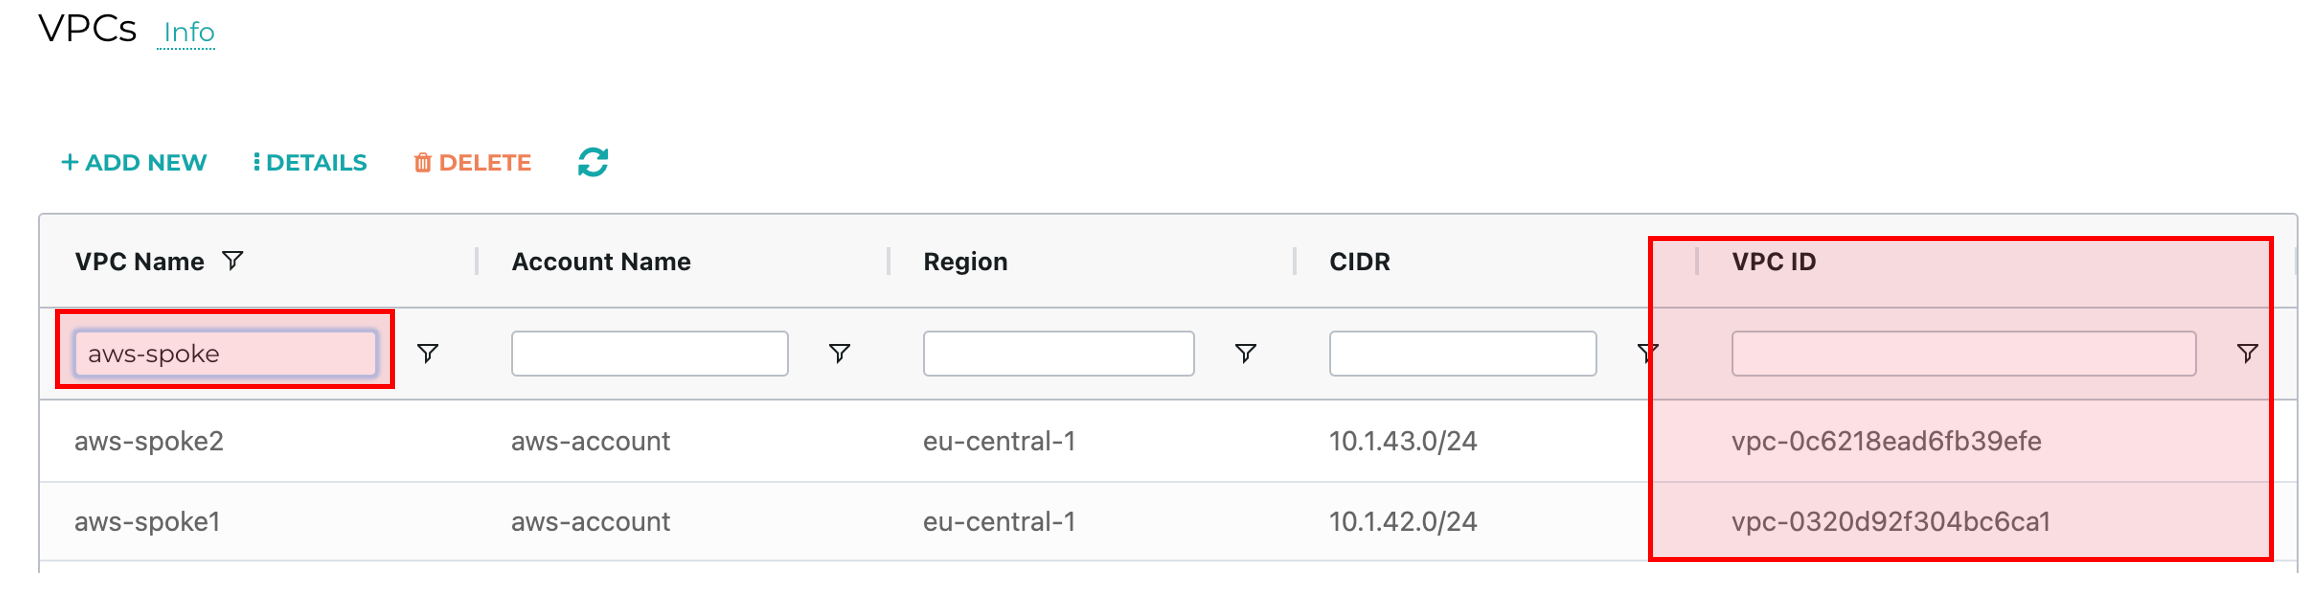 VPCs Info
+ ADD NEW DETAILS DELETE
VPC Name Account Name Region CIDR VPC ID
aws-spoke
aws-spoke2 aws-account eu-central-1 10.1.43.0/24 vpc-0c6218ead6fb39efe
aws-spoke1 aws-account eu-central-1 10.1.42.0/24 vpc-0320d92f304bc6ca1